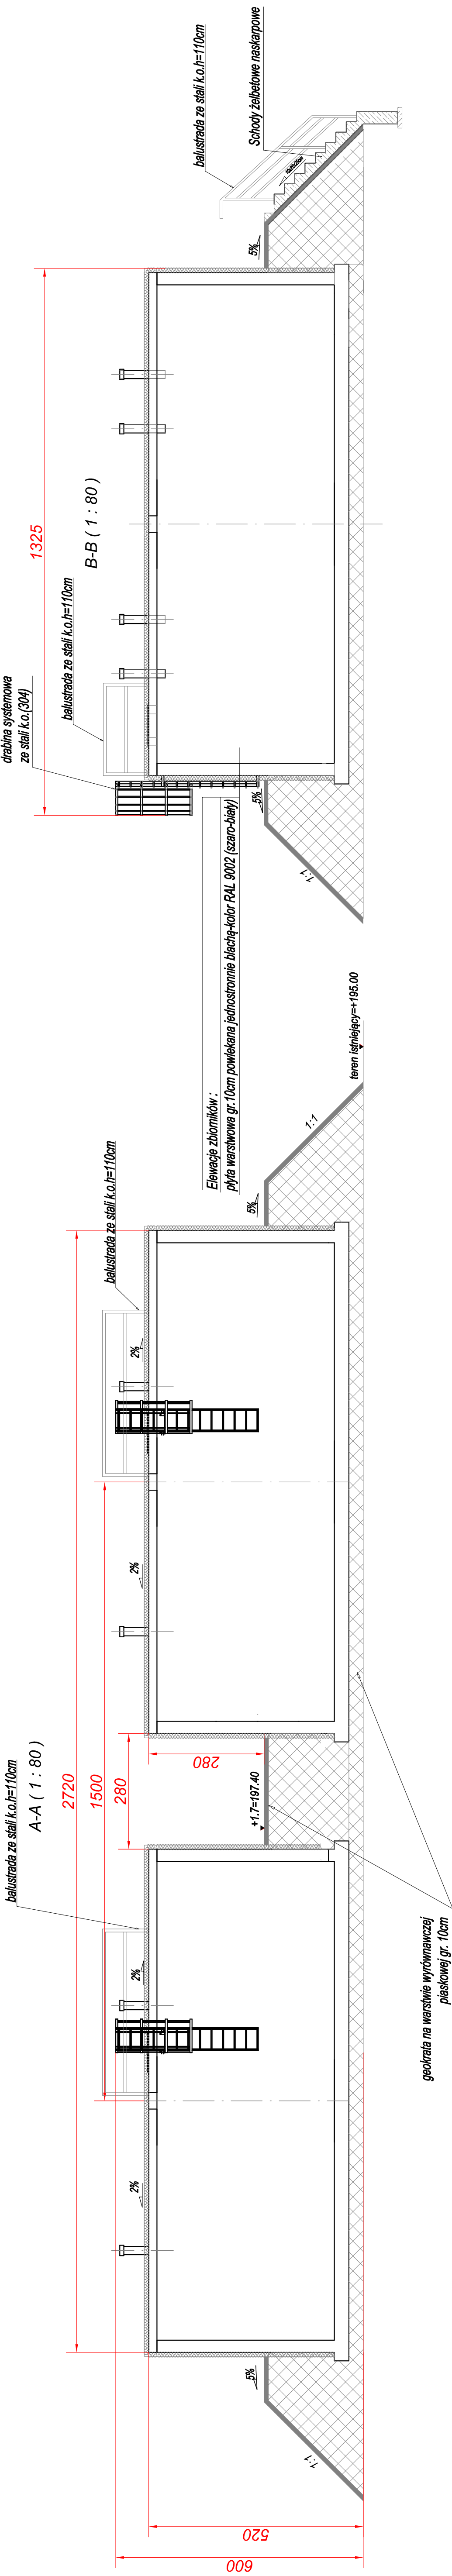 A-A ( 1 : 80 )
balustrada ze stali k.o.h=110cm
2720
1500
280
280
+1.7=197.40
2%
2%
2%
2%
5%
1:1
520
600
geokrata na warstwie wyrównawczej
piaskowej gr. 10cm
balustrada ze stali k.o.h=110cm
5%
1:1
teren istniejący=+195.00
Elewacje zbiorników :
płyta warstwowa gr.10cm powlekana jednostronnie blachą-kolor RAL 9002 (szaro-biały)
B-B ( 1 : 80 )
1325
drabina systemowa
ze stali k.o.(304)
balustrada ze stali k.o.h=110cm
5%
1:1
5%
balustrada ze stali k.o.h=110cm
Schody żelbetowe naskarpowe